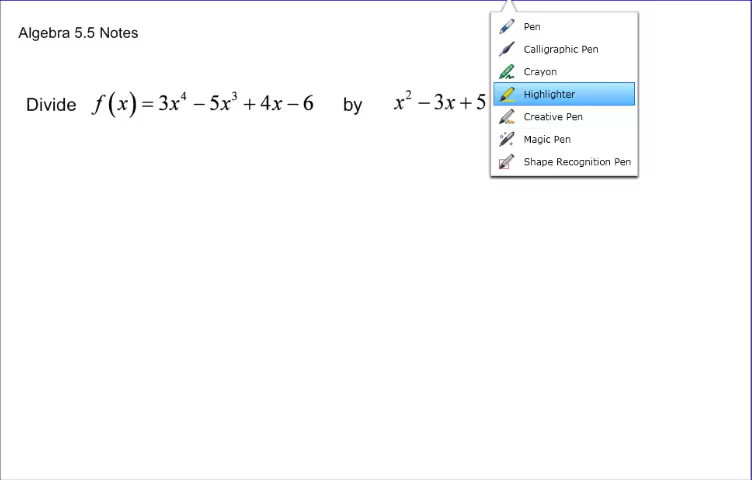 Algebra 5.5 Notes
Divide f(x) = 3x⁴ − 5x³ + 4x − 6 by x² − 3x + 5
Pen
Calligraphic Pen
Crayon
Highlighter
Creative Pen
Magic Pen
Shape Recognition Pen